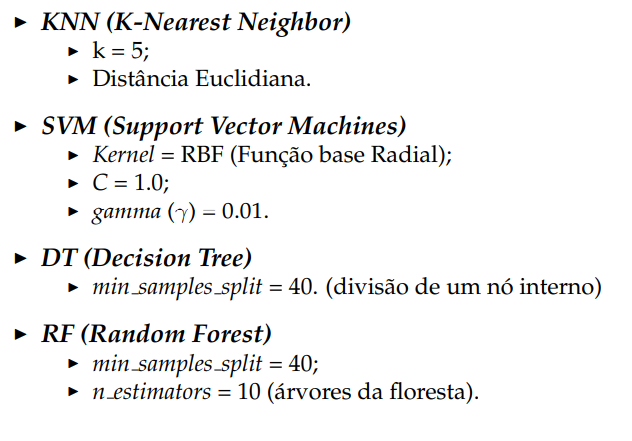 ▶ KNN (K-Nearest Neighbor)
▶ k = 5;
▶ Distância Euclidiana.
▶ SVM (Support Vector Machines)
▶ Kernel = RBF (Função base Radial);
▶ C = 1.0;
▶ gamma (γ) = 0.01.
▶ DT (Decision Tree)
▶ min_samples_split = 40. (divisão de um nó interno)
▶ RF (Random Forest)
▶ min_samples_split = 40;
▶ n_estimators = 10 (árvores da floresta).